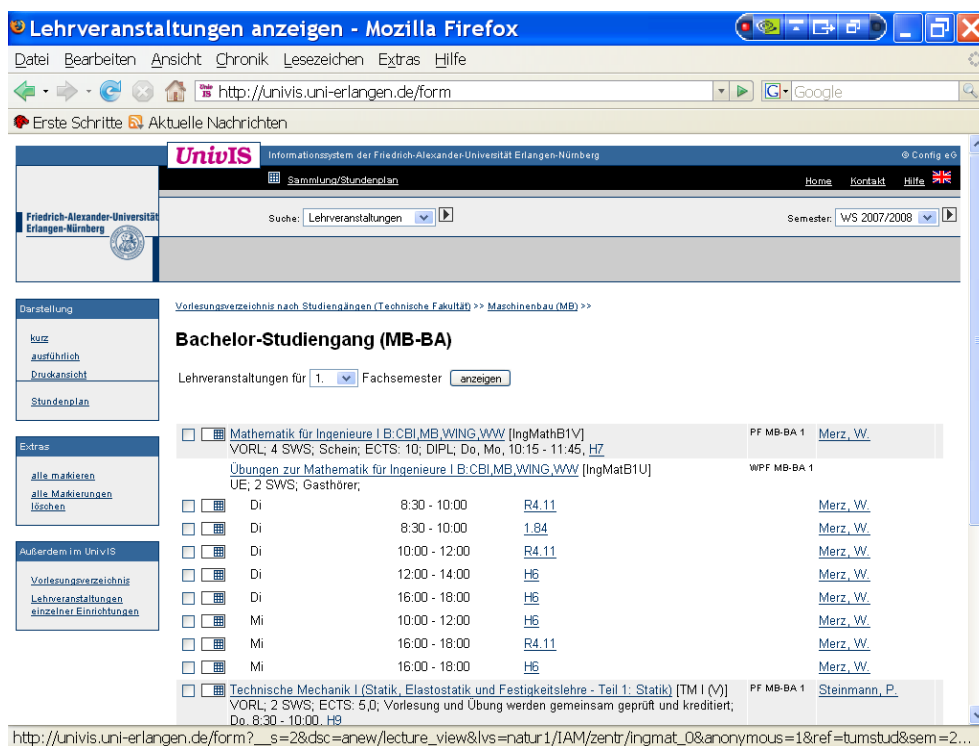 Lehrveranstaltungen anzeigen - Mozilla Firefox
Datei Bearbeiten Ansicht Chronik Lesezeichen Extras Hilfe
http://univis.uni-erlangen.de/form
G Google
Erste Schritte Aktuelle Nachrichten
UnivIS Informationssystem der Friedrich-Alexander-Universität Erlangen-Nürnberg © Config eG
Sammlung/Stundenplan Home Kontakt Hilfe
Friedrich-Alexander-Universität
Erlangen-Nürnberg
Suche: Lehrveranstaltungen Semester: WS 2007/2008
Darstellung
kurz
ausführlich
Druckansicht
Stundenplan
Extras
alle markieren
alle Markierungen
löschen
Außerdem im UnivIS
Vorlesungsverzeichnis
Lehrveranstaltungen
einzelner Einrichtungen
Vorlesungsverzeichnis nach Studiengängen (Technische Fakultät) >> Maschinenbau (MB) >>
Bachelor-Studiengang (MB-BA)
Lehrveranstaltungen für 1. Fachsemester anzeigen
Mathematik für Ingenieure I B:CBI,MB,WING,WW [IngMathB1V] PF MB-BA 1 Merz, W.
VORL; 4 SWS; Schein; ECTS: 10; DIPL; Do, Mo, 10:15 - 11:45, H7
Übungen zur Mathematik für Ingenieure I B:CBI,MB,WING,WW [IngMatB1U] WPF MB-BA 1
UE; 2 SWS; Gasthörer;
Di 8:30 - 10:00 R4.11 Merz, W.
Di 8:30 - 10:00 1.84 Merz, W.
Di 10:00 - 12:00 R4.11 Merz, W.
Di 12:00 - 14:00 H6 Merz, W.
Di 16:00 - 18:00 H6 Merz, W.
Mi 10:00 - 12:00 H6 Merz, W.
Mi 16:00 - 18:00 R4.11 Merz, W.
Mi 16:00 - 18:00 H6 Merz, W.
Technische Mechanik I (Statik, Elastostatik und Festigkeitslehre - Teil 1: Statik) [TM I (V)] PF MB-BA 1 Steinmann, P.
VORL; 2 SWS; ECTS: 5,0; Vorlesung und Übung werden gemeinsam geprüft und kreditiert;
Do, 8:30 - 10:00, H9
http://univis.uni-erlangen.de/form?__s=2&dsc=anew/lecture_view&lvs=natur1/IAM/zentr/ingmat_0&anonymous=1&ref=tumstud&sem=2...